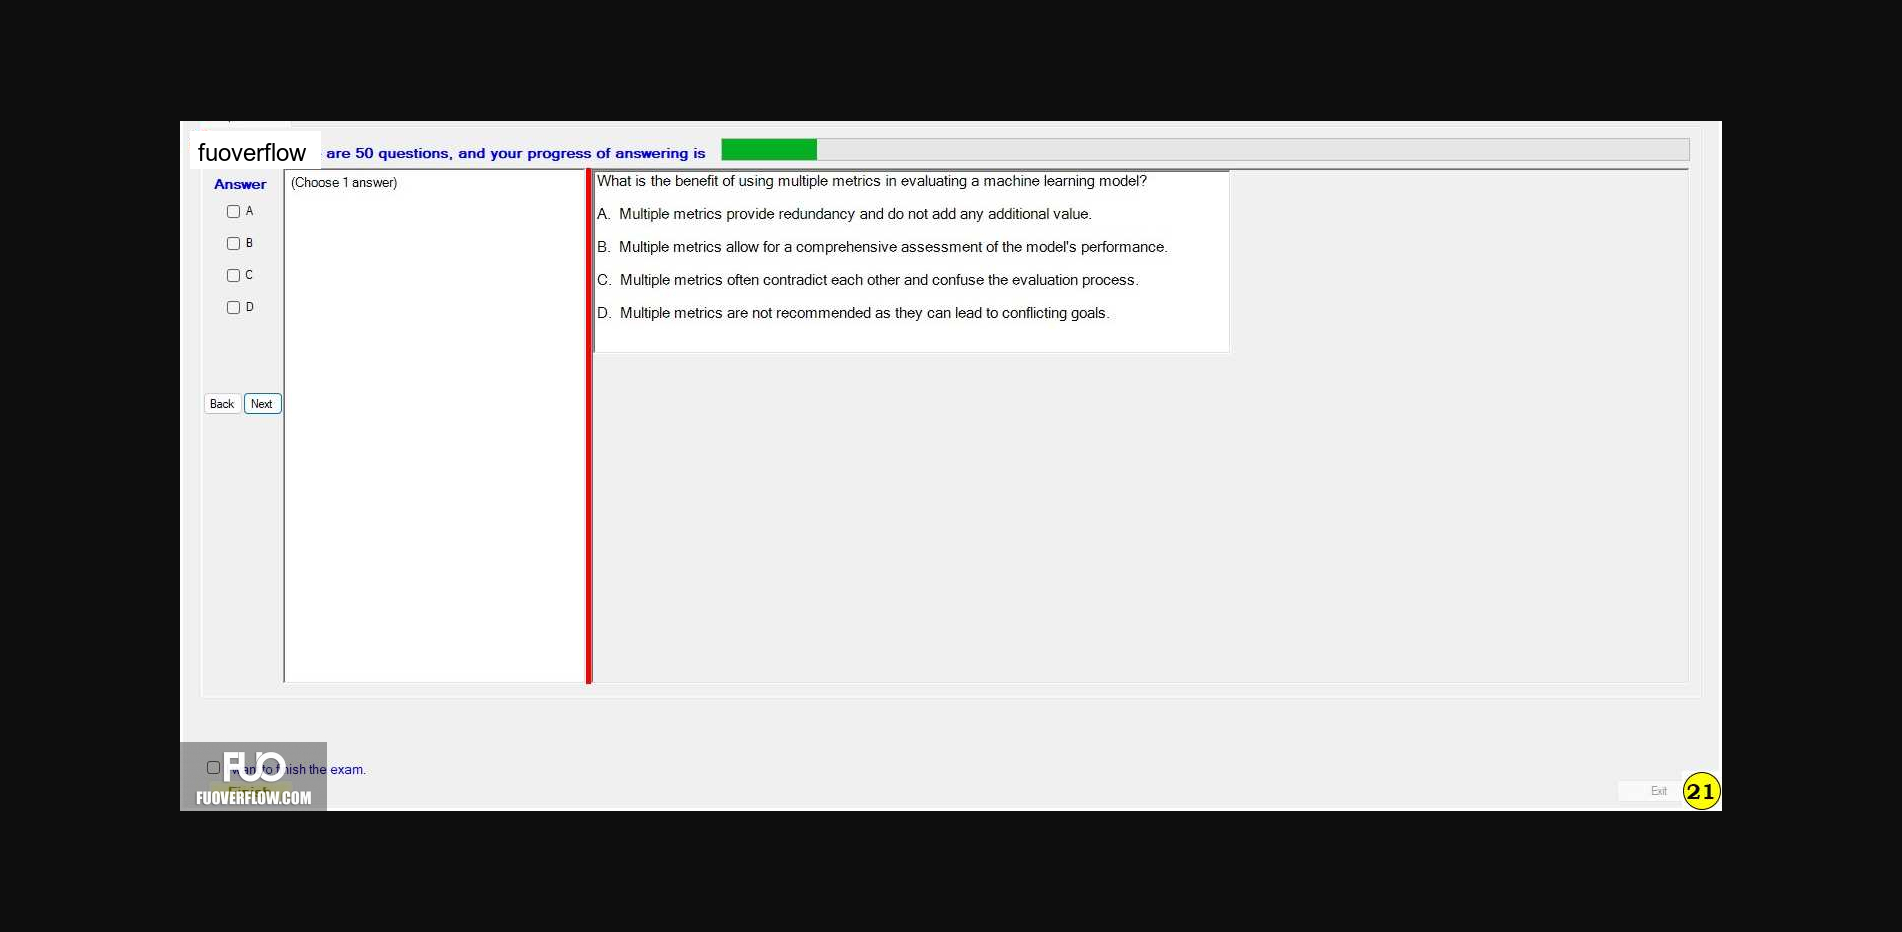 fuoverflow are 50 questions, and your progress of answering is
Answer
(Choose 1 answer)
A
B
C
D
Back Next
What is the benefit of using multiple metrics in evaluating a machine learning model?
A. Multiple metrics provide redundancy and do not add any additional value.
B. Multiple metrics allow for a comprehensive assessment of the model's performance.
C. Multiple metrics often contradict each other and confuse the evaluation process.
D. Multiple metrics are not recommended as they can lead to conflicting goals.
FUO
want to finish the exam.
Finish
FUOVERFLOW.COM
Exit
21